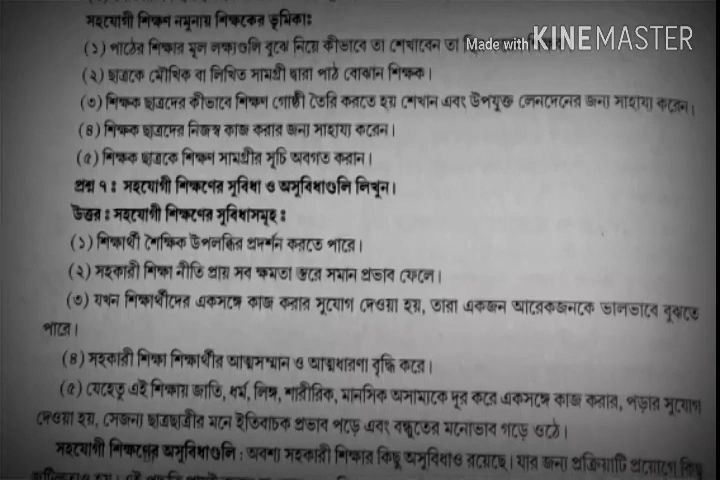 সহযোগী শিক্ষণ নমুনায় শিক্ষকের ভূমিকাঃ
(১) পাঠের শিক্ষার মূল লক্ষ্যগুলি বুঝে নিয়ে কীভাবে তা শেখাবেন তা
Made with KINEMASTER
(২) ছাত্রকে মৌখিক বা লিখিত সামগ্রী দ্বারা পাঠ বোঝান শিক্ষক।
(৩) শিক্ষক ছাত্রদের কীভাবে শিক্ষণ গোষ্ঠী তৈরি করতে হয় শেখান এবং উপযুক্ত লেনদেনের জন্য সাহায্য করেন।
(৪) শিক্ষক ছাত্রদের নিজস্ব কাজ করার জন্য সাহায্য করেন।
(৫) শিক্ষক ছাত্রকে শিক্ষণ সামগ্রীর সূচি অবগত করান।
প্রশ্ন ৭ : সহযোগী শিক্ষণের সুবিধা ও অসুবিধাগুলি লিখুন।
উত্তর : সহযোগী শিক্ষণের সুবিধাসমূহ :
(১) শিক্ষার্থী শৈক্ষিক উপলব্ধির প্রদর্শন করতে পারে।
(২) সহকারী শিক্ষা নীতি প্রায় সব ক্ষমতা স্তরে সমান প্রভাব ফেলে।
(৩) যখন শিক্ষার্থীদের একসঙ্গে কাজ করার সুযোগ দেওয়া হয়, তারা একজন আরেকজনকে ভালভাবে বুঝতে
পারে।
(৪) সহকারী শিক্ষা শিক্ষার্থীর আত্মসম্মান ও আত্মধারণা বৃদ্ধি করে।
(৫) যেহেতু এই শিক্ষায় জাতি, ধর্ম, লিঙ্গ, শারীরিক, মানসিক অসাম্যকে দূর করে একসঙ্গে কাজ করার, পড়ার সুযোগ
দেওয়া হয়, সেজন্য ছাত্রছাত্রীর মনে ইতিবাচক প্রভাব পড়ে এবং বন্ধুত্বের মনোভাব গড়ে ওঠে।
সহযোগী শিক্ষণের অসুবিধাগুলি : অবশ্য সহকারী শিক্ষার কিছু অসুবিধাও রয়েছে। যার জন্য প্রক্রিয়াটি প্রয়োগে কিছু